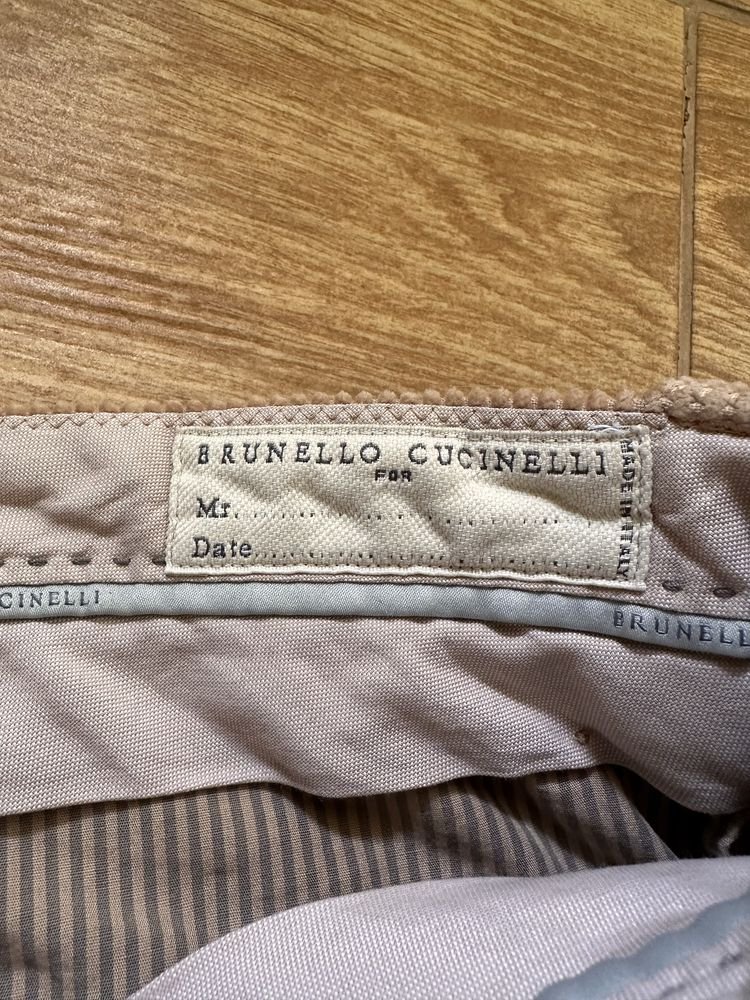 BRUNELLO CUCINELLI
FOR
Mr.
Date
MADE IN ITALY
CINELLI
BRUNELL